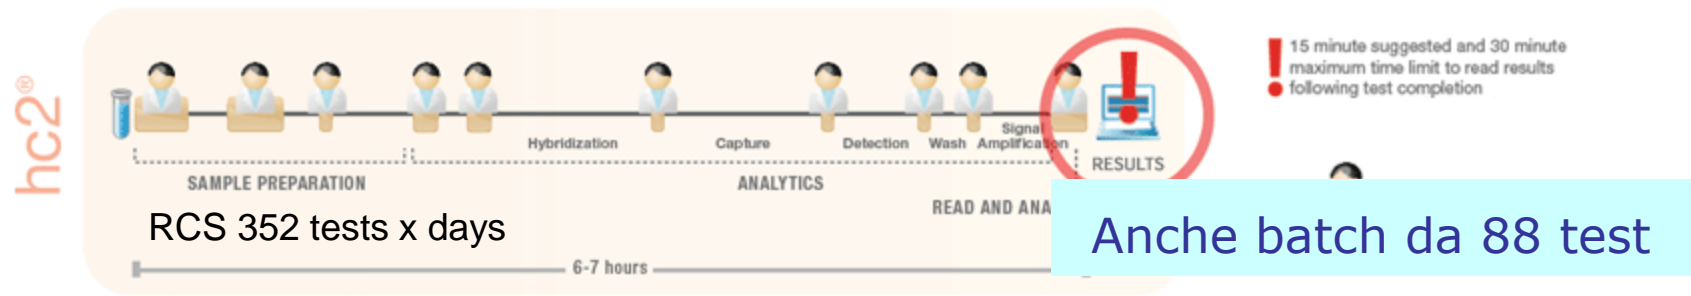 hc2®
15 minute suggested and 30 minute
maximum time limit to read results
following test completion
Hybridization Capture Detection Wash Signal
Amplification
RESULTS
SAMPLE PREPARATION ANALYTICS
READ AND ANA
RCS 352 tests x days
Anche batch da 88 test
6-7 hours